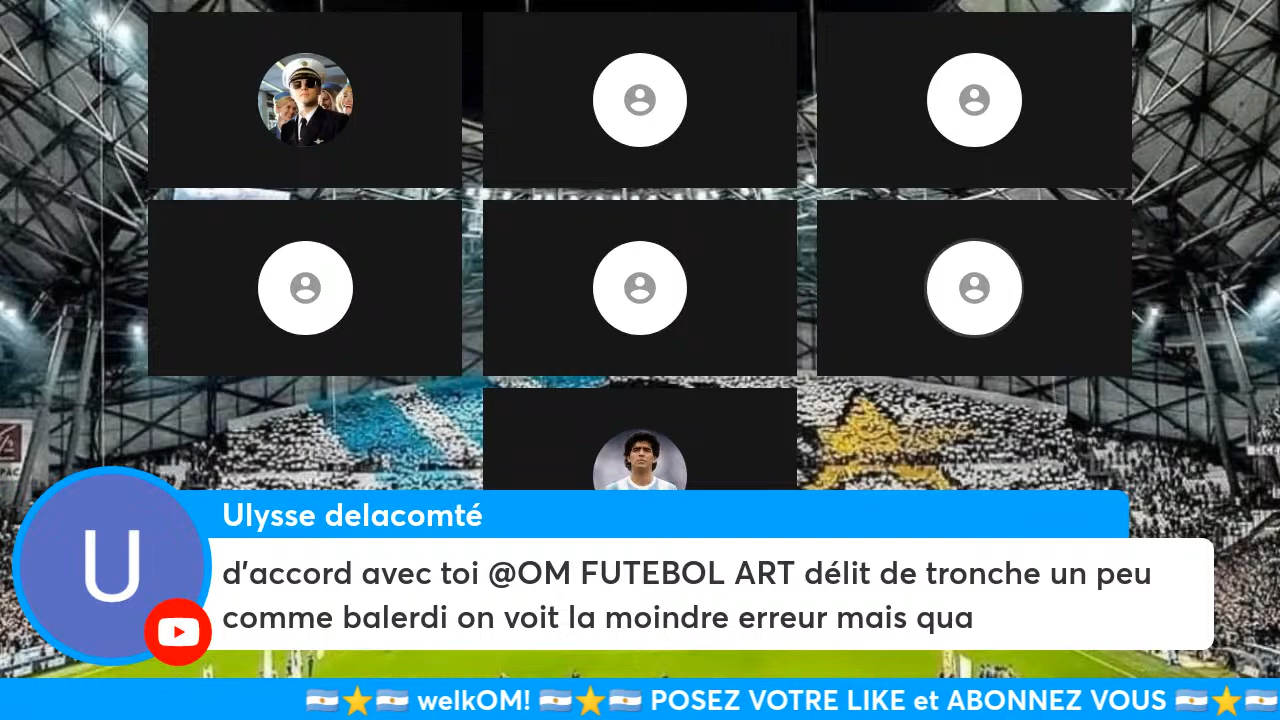 Ulysse delacomté
U
d'accord avec toi @OM FUTEBOL ART délit de tronche un peu
comme balerdi on voit la moindre erreur mais qua
🇦🇷⭐🇦🇷 welkOM! 🇦🇷⭐🇦🇷 POSEZ VOTRE LIKE et ABONNEZ VOUS 🇦🇷⭐🇦🇷